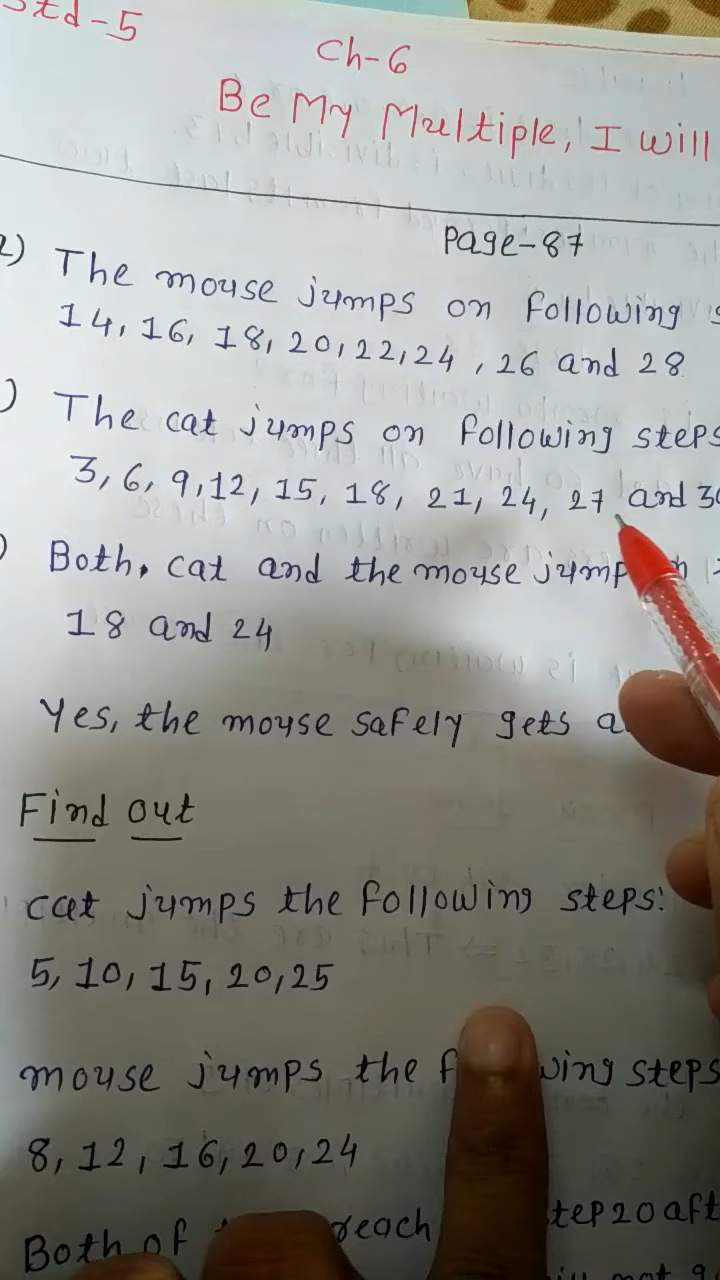 Std-5
Ch-6
Be My Multiple, I will
Page-87
The mouse jumps on following
14, 16, 18, 20, 22, 24, 26 and 28
The cat jumps on following steps
3, 6, 9, 12, 15, 18, 21, 24, 27 and
Both, cat and the mouse jump
18 and 24
Yes, the mouse safely gets
Find out
cat jumps the following steps:
5, 10, 15, 20, 25
mouse jumps the steps
8, 12, 16, 20, 24
Both of reach step 20